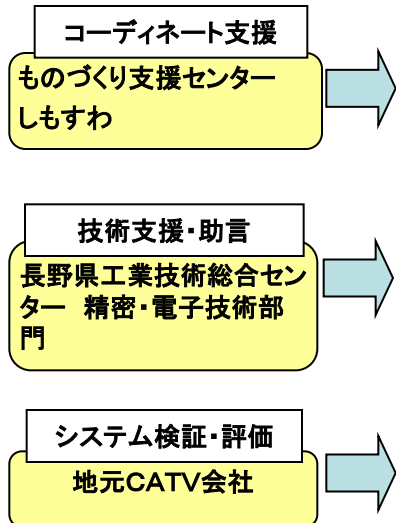 コーディネート支援
ものづくり支援センター
しもすわ
技術支援・助言
長野県工業技術総合セン
ター　精密・電子技術部
門
システム検証・評価
地元CATV会社